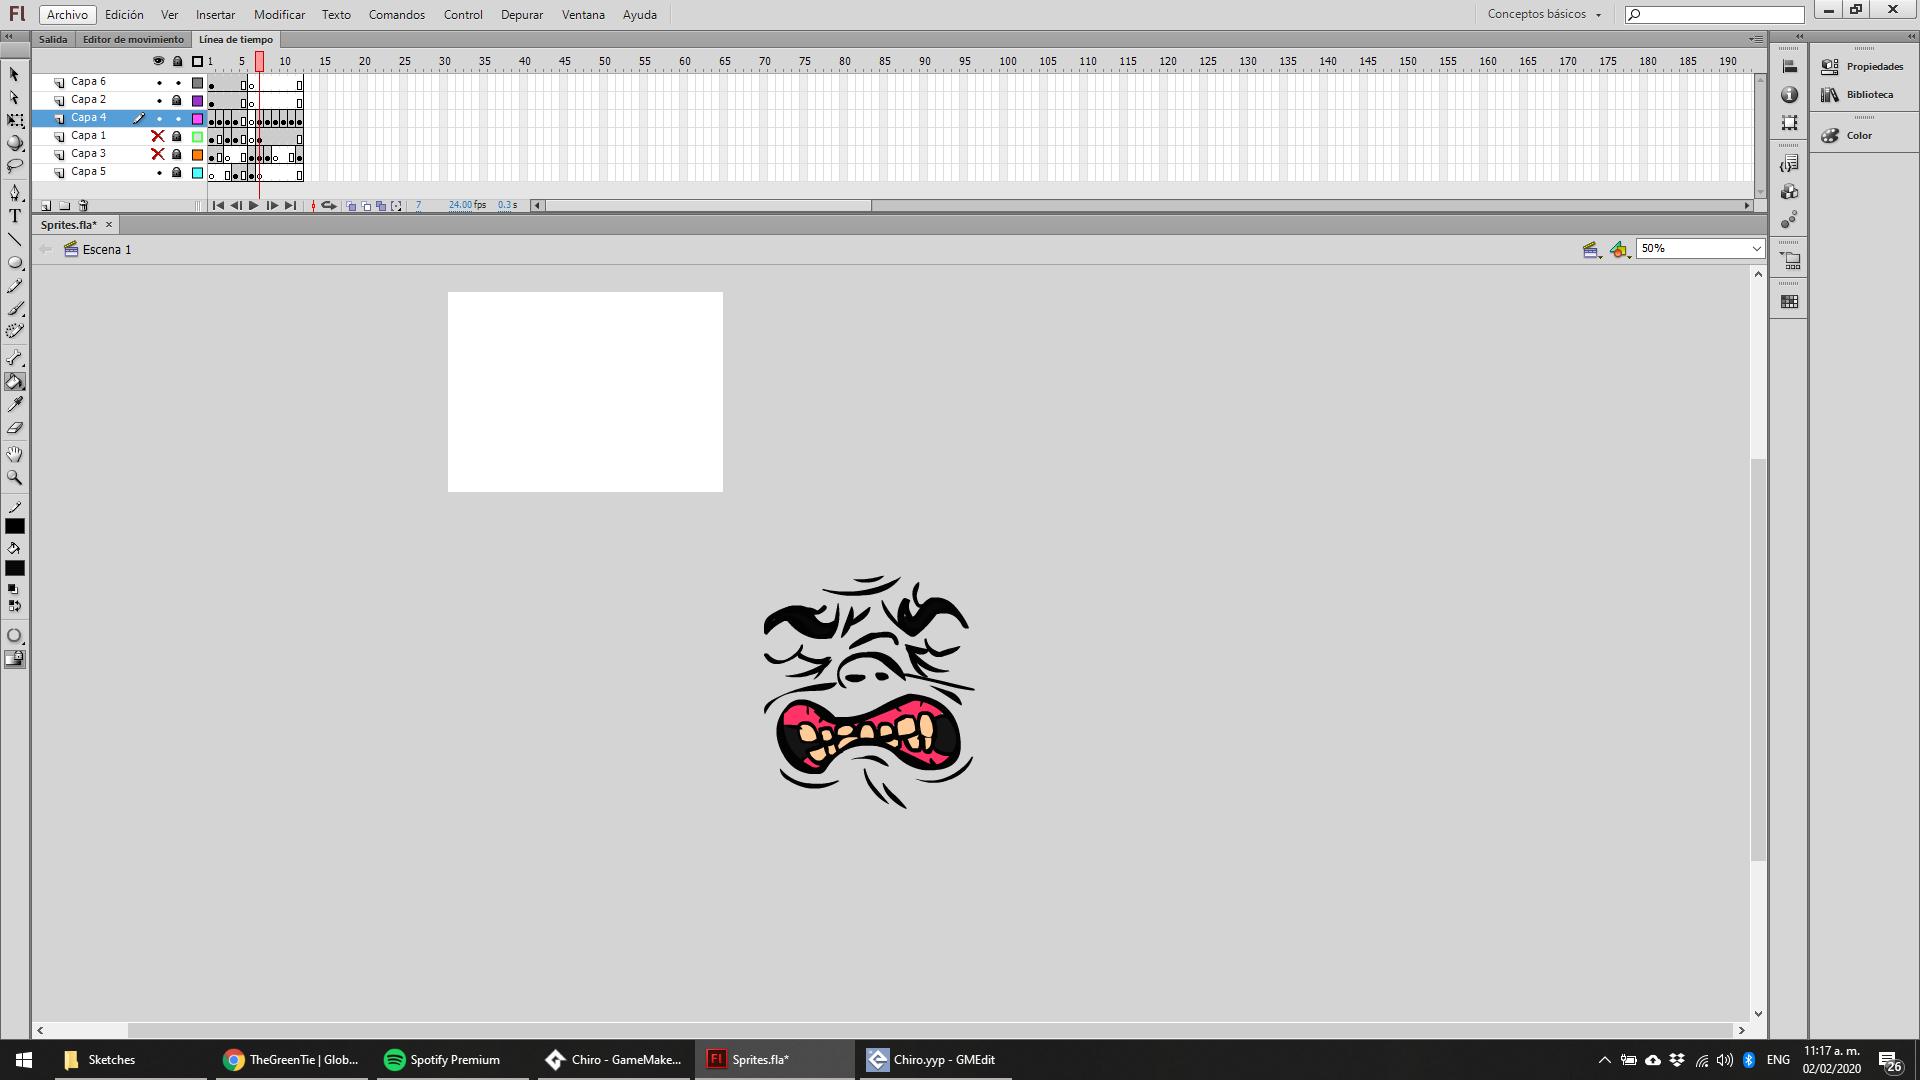 Fl Archivo Edición Ver Insertar Modificar Texto Comandos Control Depurar Ventana Ayuda Conceptos básicos
Salida Editor de movimiento Línea de tiempo
1 5 10 15 20 25 30 35 40 45 50 55 60 65 70 75 80 85 90 95 100 105 110 115 120 125 130 135 140 145 150 155 160 165 170 175 180 185 190
Capa 6
Capa 2
Capa 4
Capa 1
Capa 3
Capa 5
7 24.00 fps 0.3 s
Propiedades
Biblioteca
Color
Sprites.fla*
Escena 1 50%
Sketches TheGreenTie | Glob... Spotify Premium Chiro - GameMake... Fl Sprites.fla* Chiro.yyp - GMEdit ENG 11:17 a. m.
02/02/2020 26